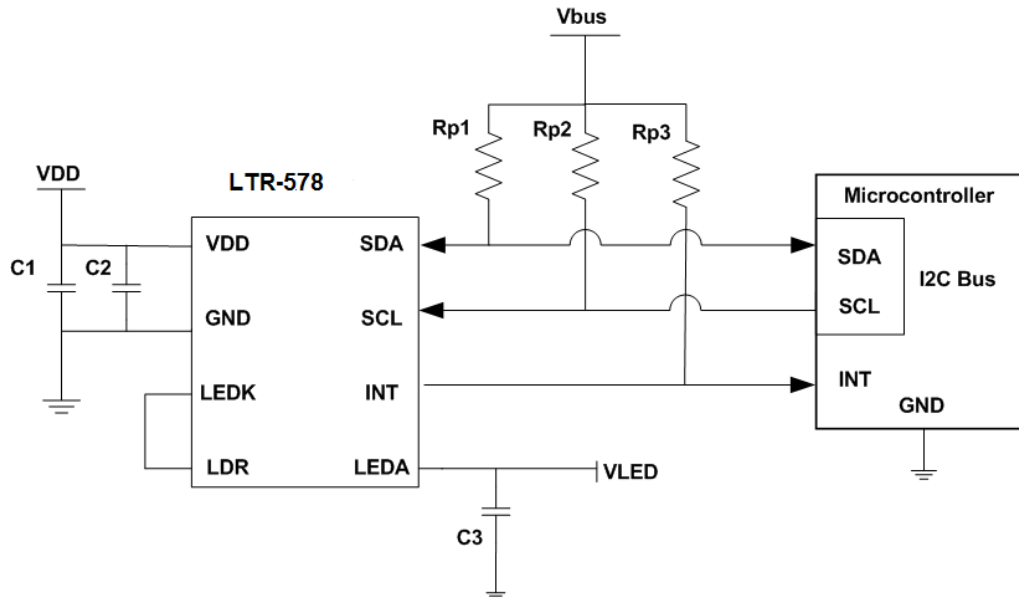 Vbus
Rp1
Rp2
Rp3
VDD
LTR-578
Microcontroller
VDD
SDA
SDA
I2C Bus
C1
C2
GND
SCL
SCL
LEDK
INT
INT
GND
LDR
LEDA
VLED
C3